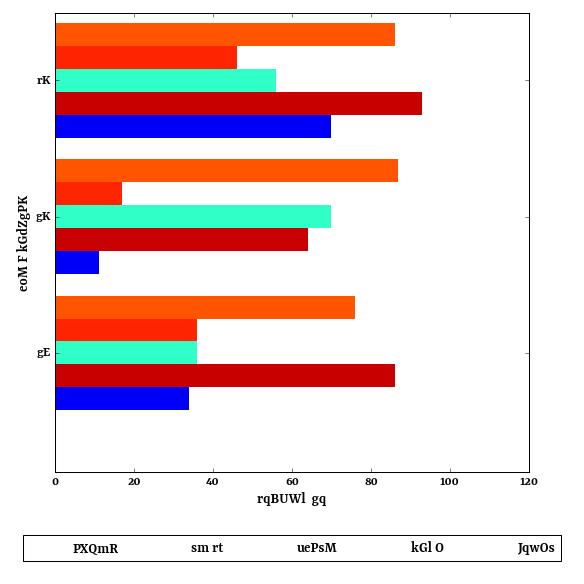 rK
gK
gE
eoM F kGdZgPK
0 20 40 60 80 100 120
rqBUWl gq
PXQmR sm rt uePsM kGl O JqwOs